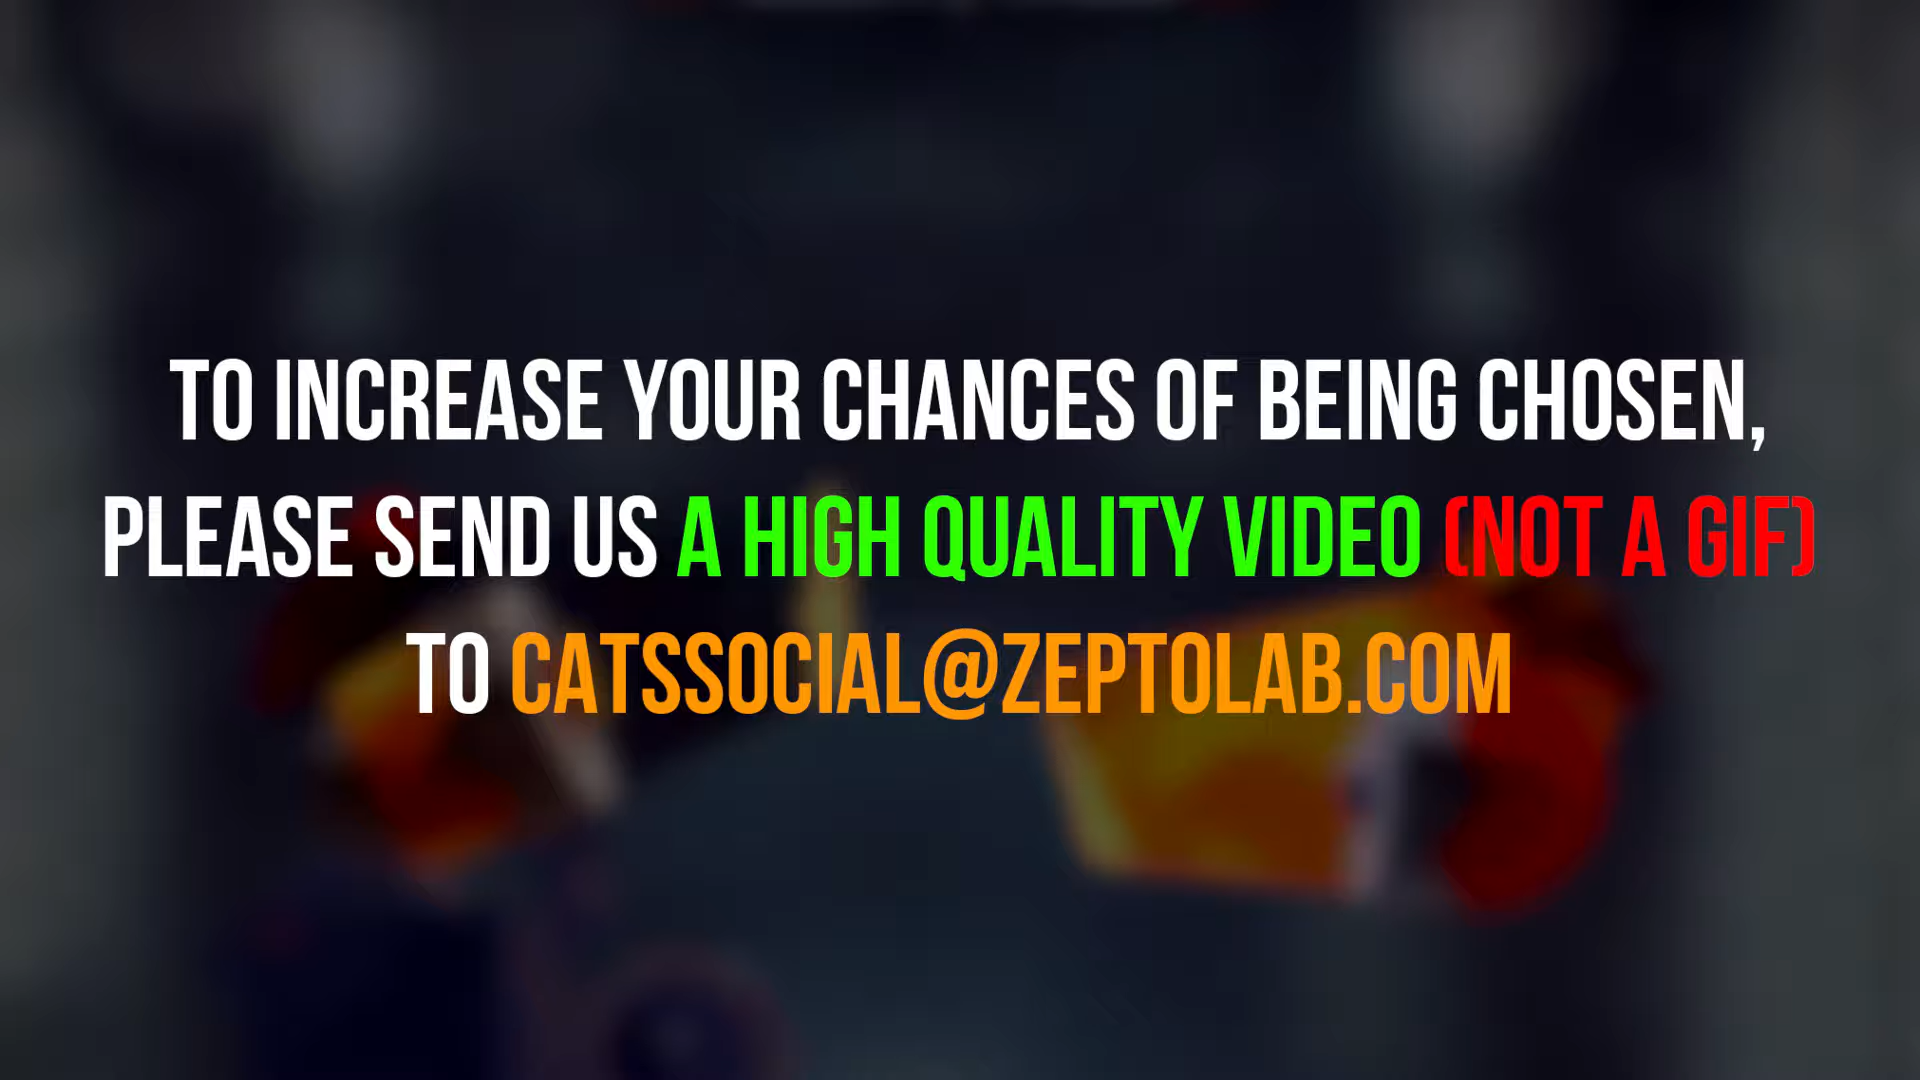 TO INCREASE YOUR CHANCES OF BEING CHOSEN,
PLEASE SEND US A HIGH QUALITY VIDEO (NOT A GIF)
TO CATSSOCIAL@ZEPTOLAB.COM